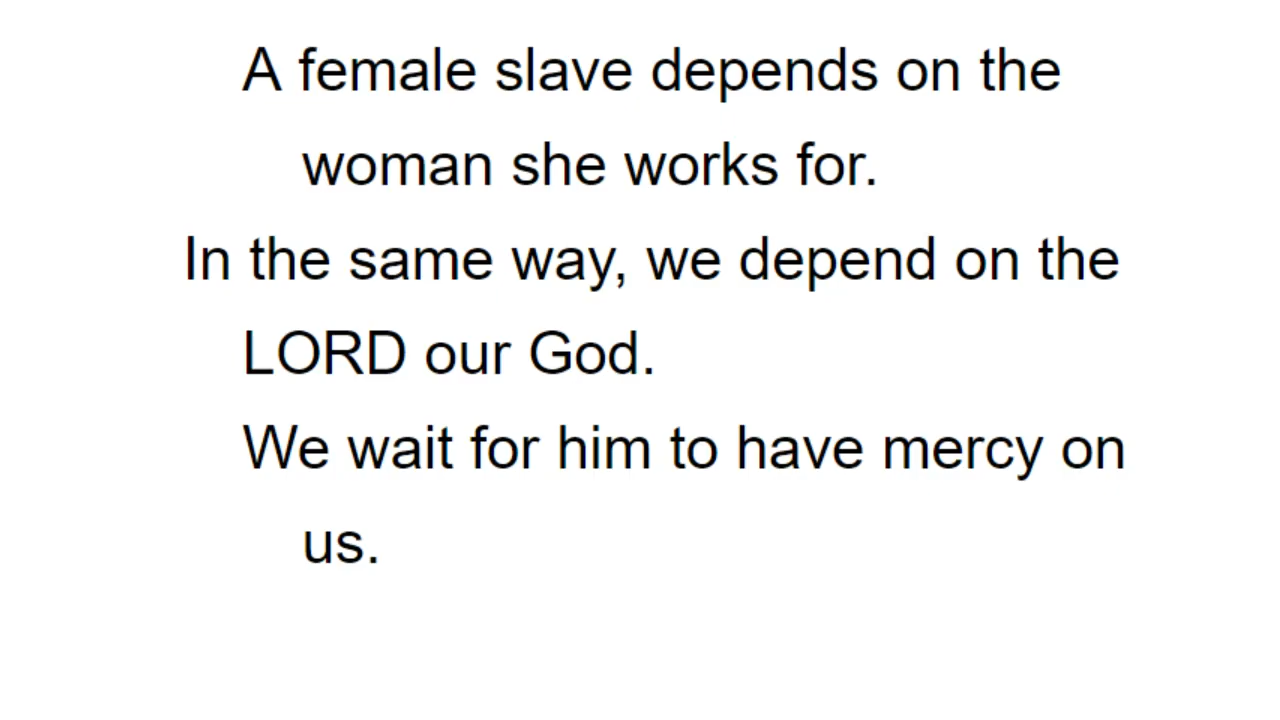 A female slave depends on the
woman she works for.
In the same way, we depend on the
LORD our God.
We wait for him to have mercy on
us.